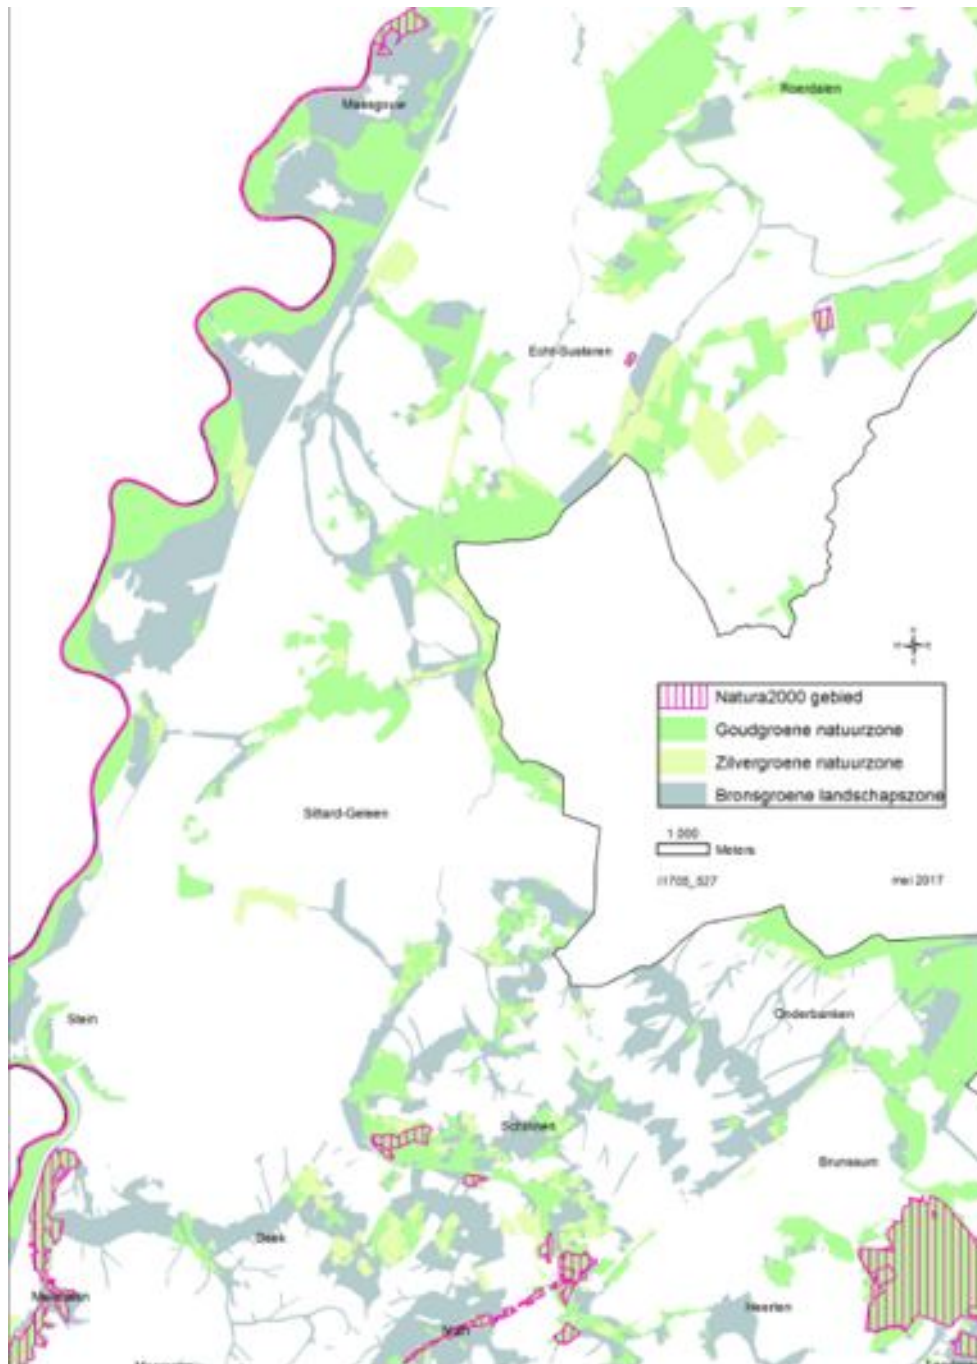 Maasgouw
Roerdalen
Echt-Susteren
Natura2000 gebied
Goudgroene natuurzone
Zilvergroene natuurzone
Bronsgroene landschapszone
1.000
Meters
mei 2017
Sittard-Geleen
Stein
Onderbanken
Schinnen
Brunssum
Beek
Meerssen
Nuth
Heerlen